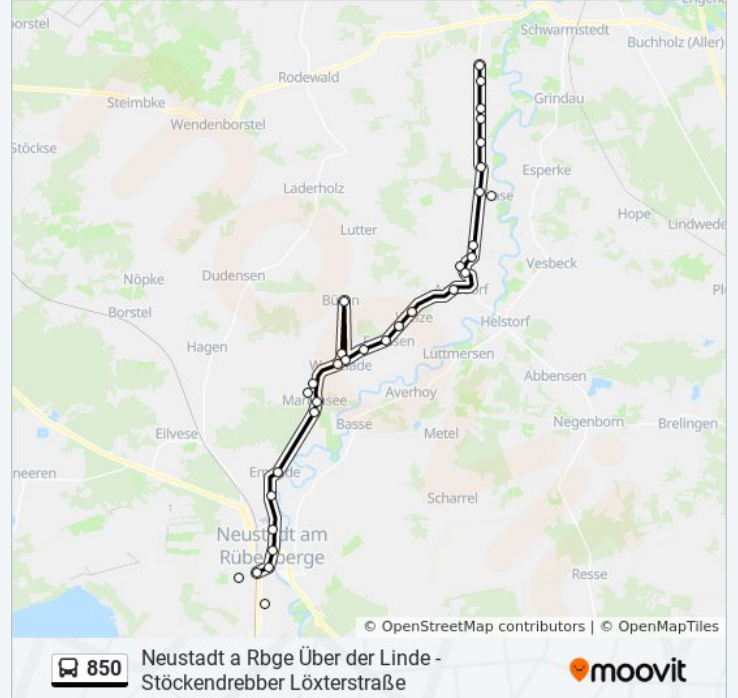 Schwarmstedt
Buchholz (Aller)
Rodewald
Steimbke
Grindau
Wendenborstel
Stöckse
Esperke
Laderholz
Hope
Lutter
Vesbeck
Dudensen
Nöpke
Borstel
Helstorf
Hagen
Luttmersen
Abbensen
Averhoy
Basse
Negenborn
Brelingen
Eilvese
Metel
Scharrel
Neustadt am
Rübenberge
Resse
© OpenStreetMap contributors | © OpenMapTiles
850
Neustadt a Rbge Über der Linde -
Stöckendrebber Löxterstraße
moovit